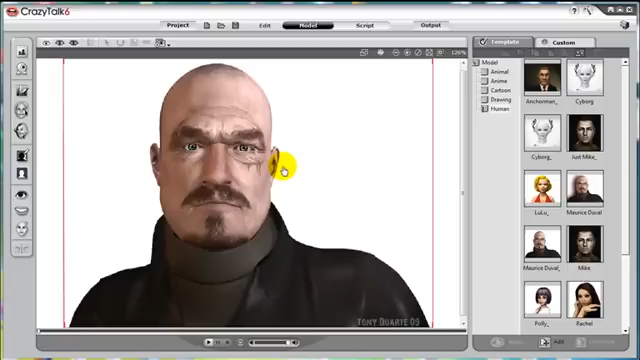 CRAZYTALK6
Project
Edit
Model
Script
Output
126%
Template
Custom
Model
Animal
Anime
Cartoon
Drawing
Human
Anchorman_
Cyborg
Cyborg_
Just Mike_
LuLu_
Maurice Duval
Maurice Duval_
Mike
Polly_
Rachel
TONY DUARTE 09
Add